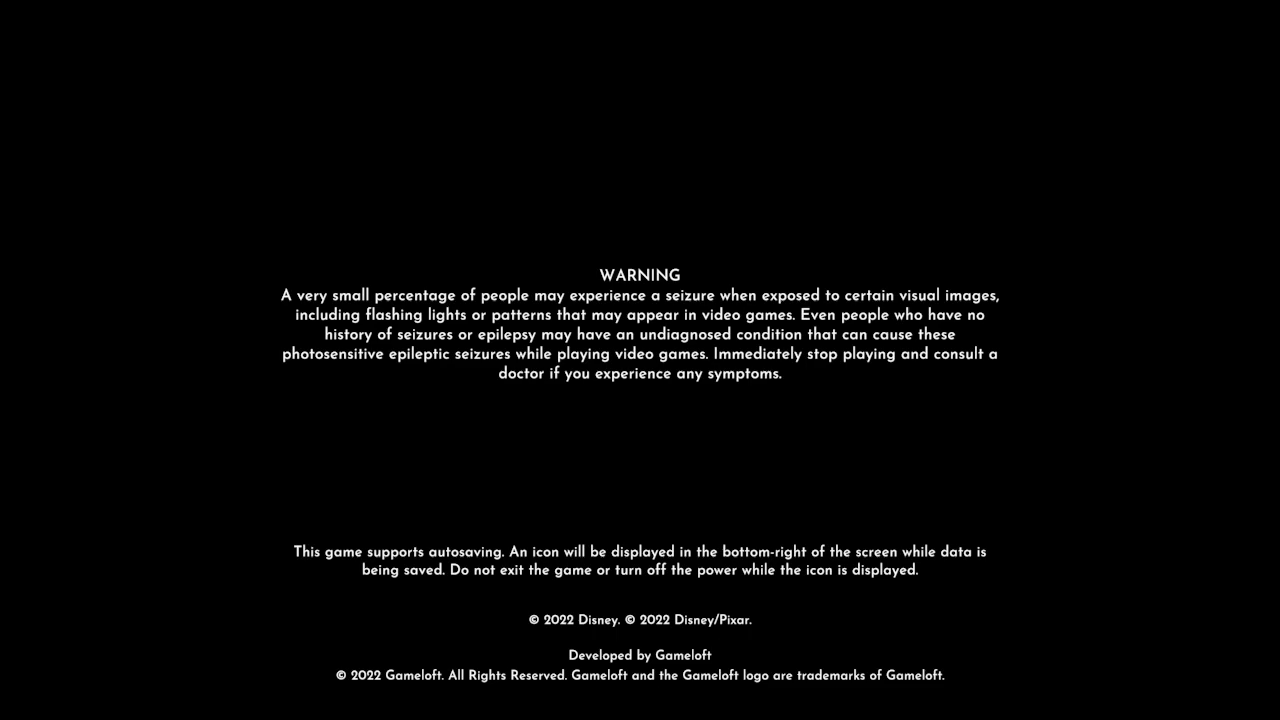 WARNING
A very small percentage of people may experience a seizure when exposed to certain visual images,
including flashing lights or patterns that may appear in video games. Even people who have no
history of seizures or epilepsy may have an undiagnosed condition that can cause these
photosensitive epileptic seizures while playing video games. Immediately stop playing and consult a
doctor if you experience any symptoms.
This game supports autosaving. An icon will be displayed in the bottom-right of the screen while data is
being saved. Do not exit the game or turn off the power while the icon is displayed.
© 2022 Disney. © 2022 Disney/Pixar.
Developed by Gameloft
© 2022 Gameloft. All Rights Reserved. Gameloft and the Gameloft logo are trademarks of Gameloft.